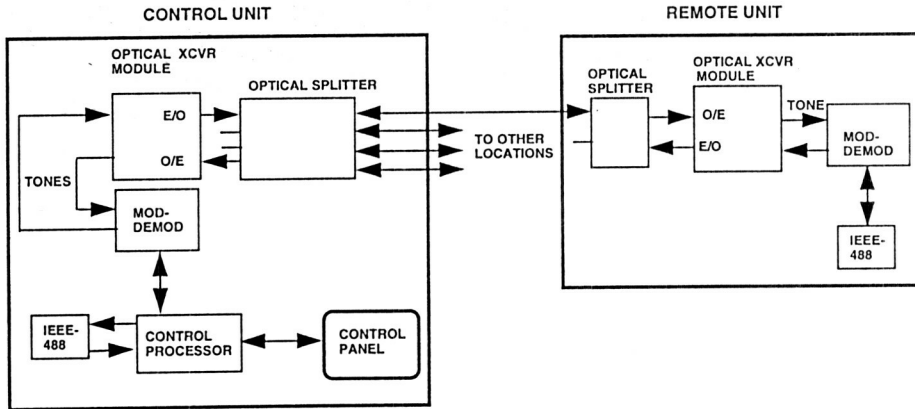 CONTROL UNIT
REMOTE UNIT
OPTICAL XCVR
MODULE
E/O
O/E
OPTICAL SPLITTER
TONES
MOD-
DEMOD
IEEE-
488
CONTROL
PROCESSOR
CONTROL
PANEL
TO OTHER
LOCATIONS
OPTICAL
SPLITTER
OPTICAL XCVR
MODULE
O/E
E/O
TONE
MOD-
DEMOD
IEEE-
488